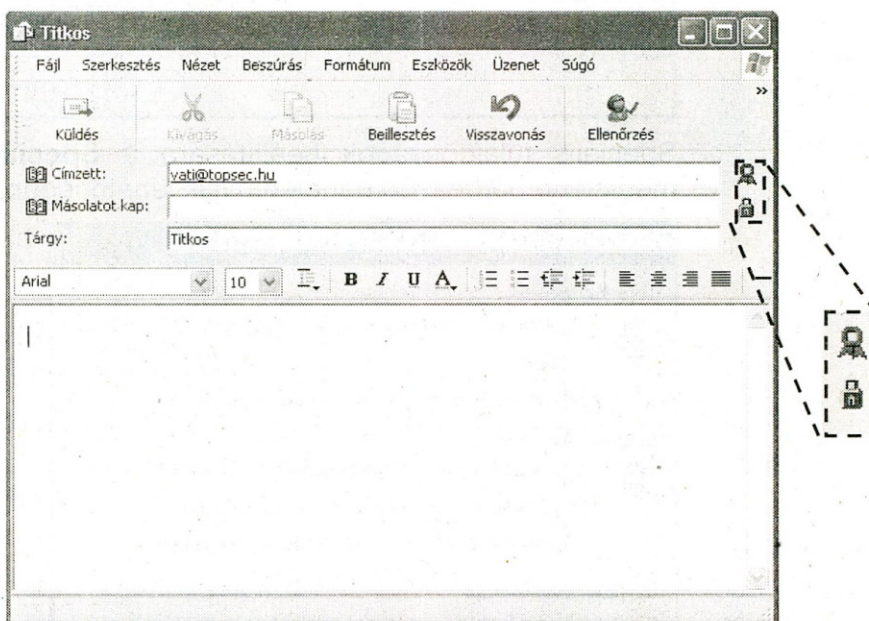 Titkos
Fájl Szerkesztés Nézet Beszúrás Formátum Eszközök Üzenet Súgó
»
Küldés Kivágás Másolás Beillesztés Visszavonás Ellenőrzés
Címzett: vati@topsec.hu
Másolatot kap:
Tárgy: Titkos
Arial 10 B I U A